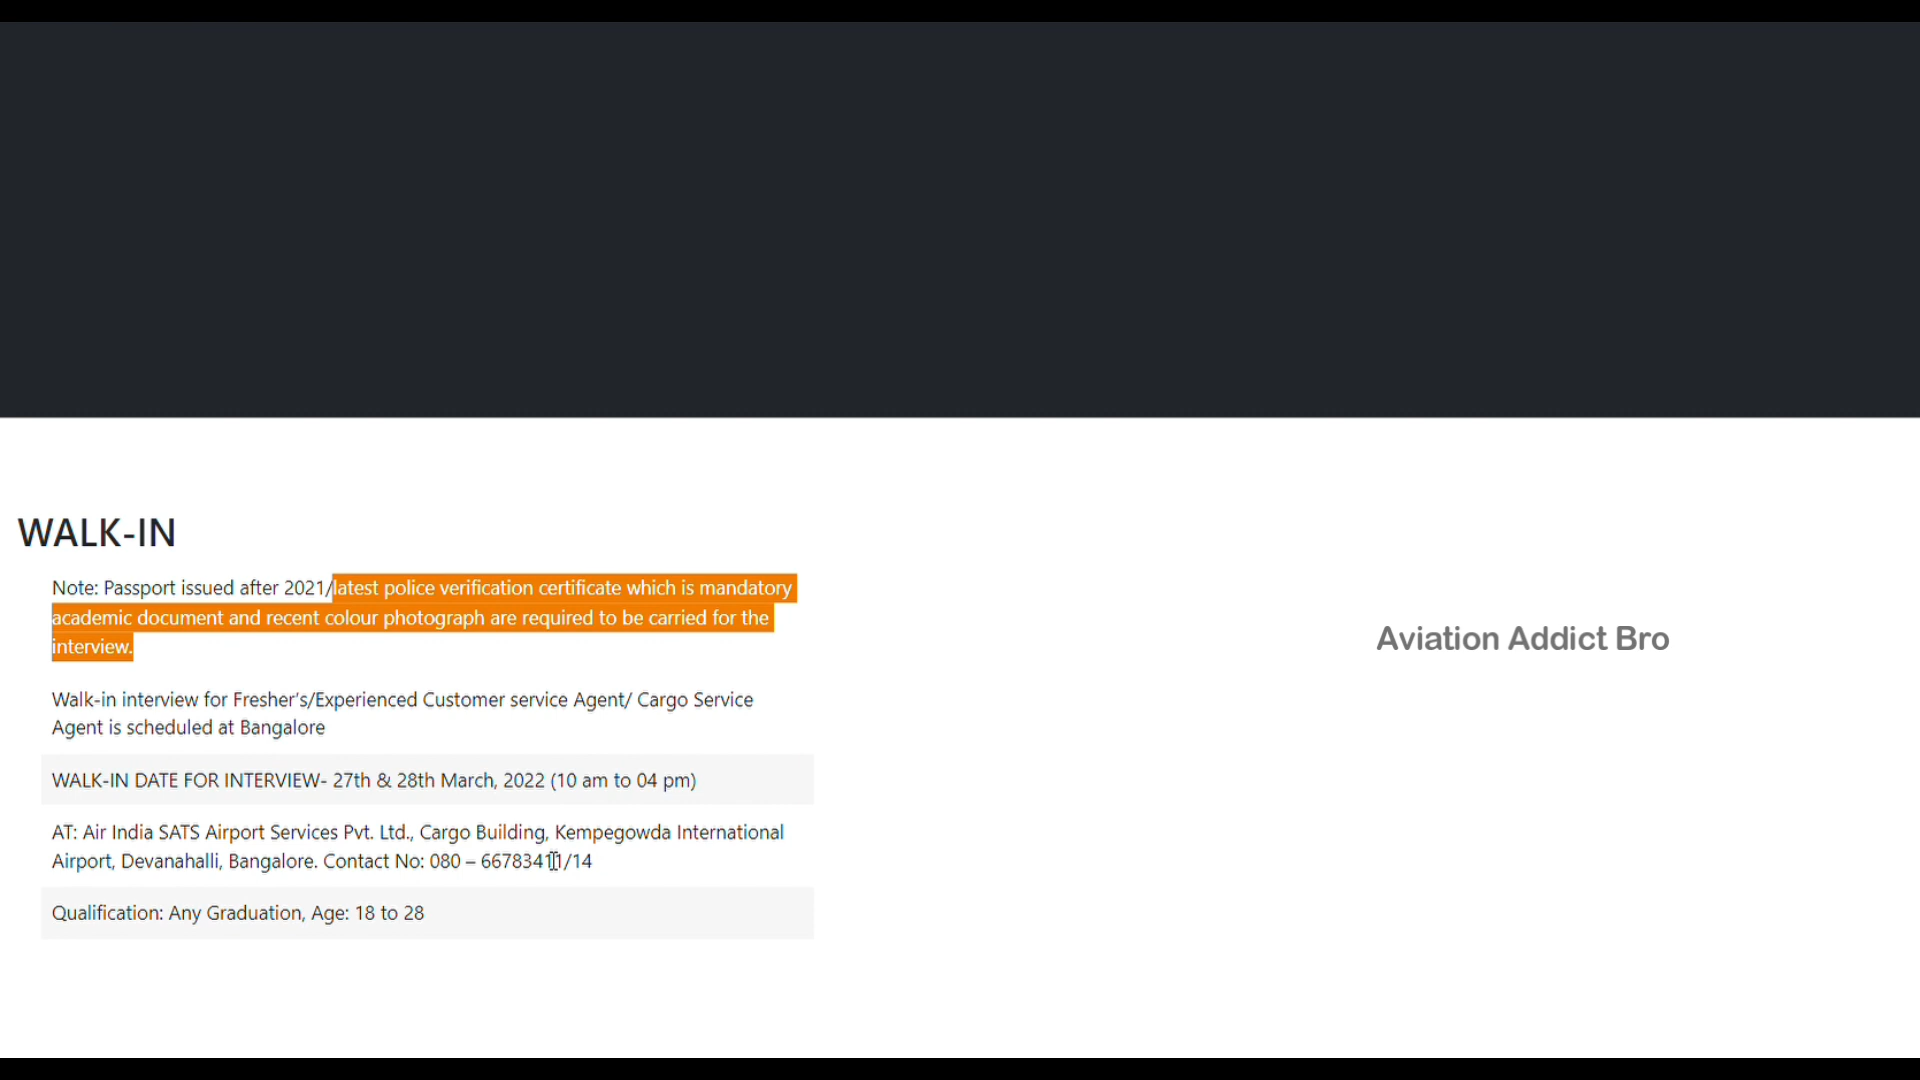 WALK-IN
Note: Passport issued after 2021/latest police verification certificate which is mandatory
academic document and recent colour photograph are required to be carried for the
interview.
Aviation Addict Bro
Walk-in interview for Fresher's/Experienced Customer service Agent/ Cargo Service
Agent is scheduled at Bangalore
WALK-IN DATE FOR INTERVIEW- 27th & 28th March, 2022 (10 am to 04 pm)
AT: Air India SATS Airport Services Pvt. Ltd., Cargo Building, Kempegowda International
Airport, Devanahalli, Bangalore. Contact No: 080 – 66783411/14
Qualification: Any Graduation, Age: 18 to 28